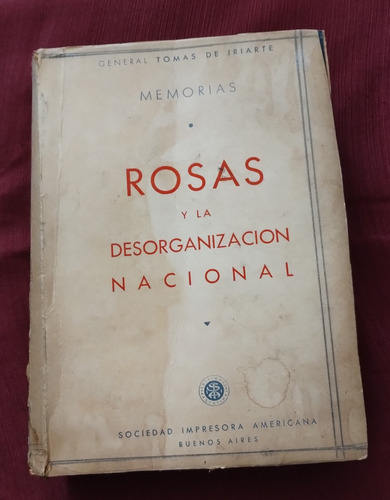 GENERAL TOMAS DE IRIARTE
MEMORIAS
ROSAS
Y LA
DESORGANIZACION
NACIONAL
SOCIEDAD IMPRESORA AMERICANA
BUENOS AIRES